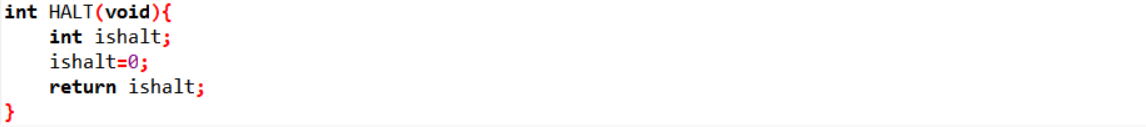 int HALT(void){
    int ishalt;
    ishalt=0;
    return ishalt;
}